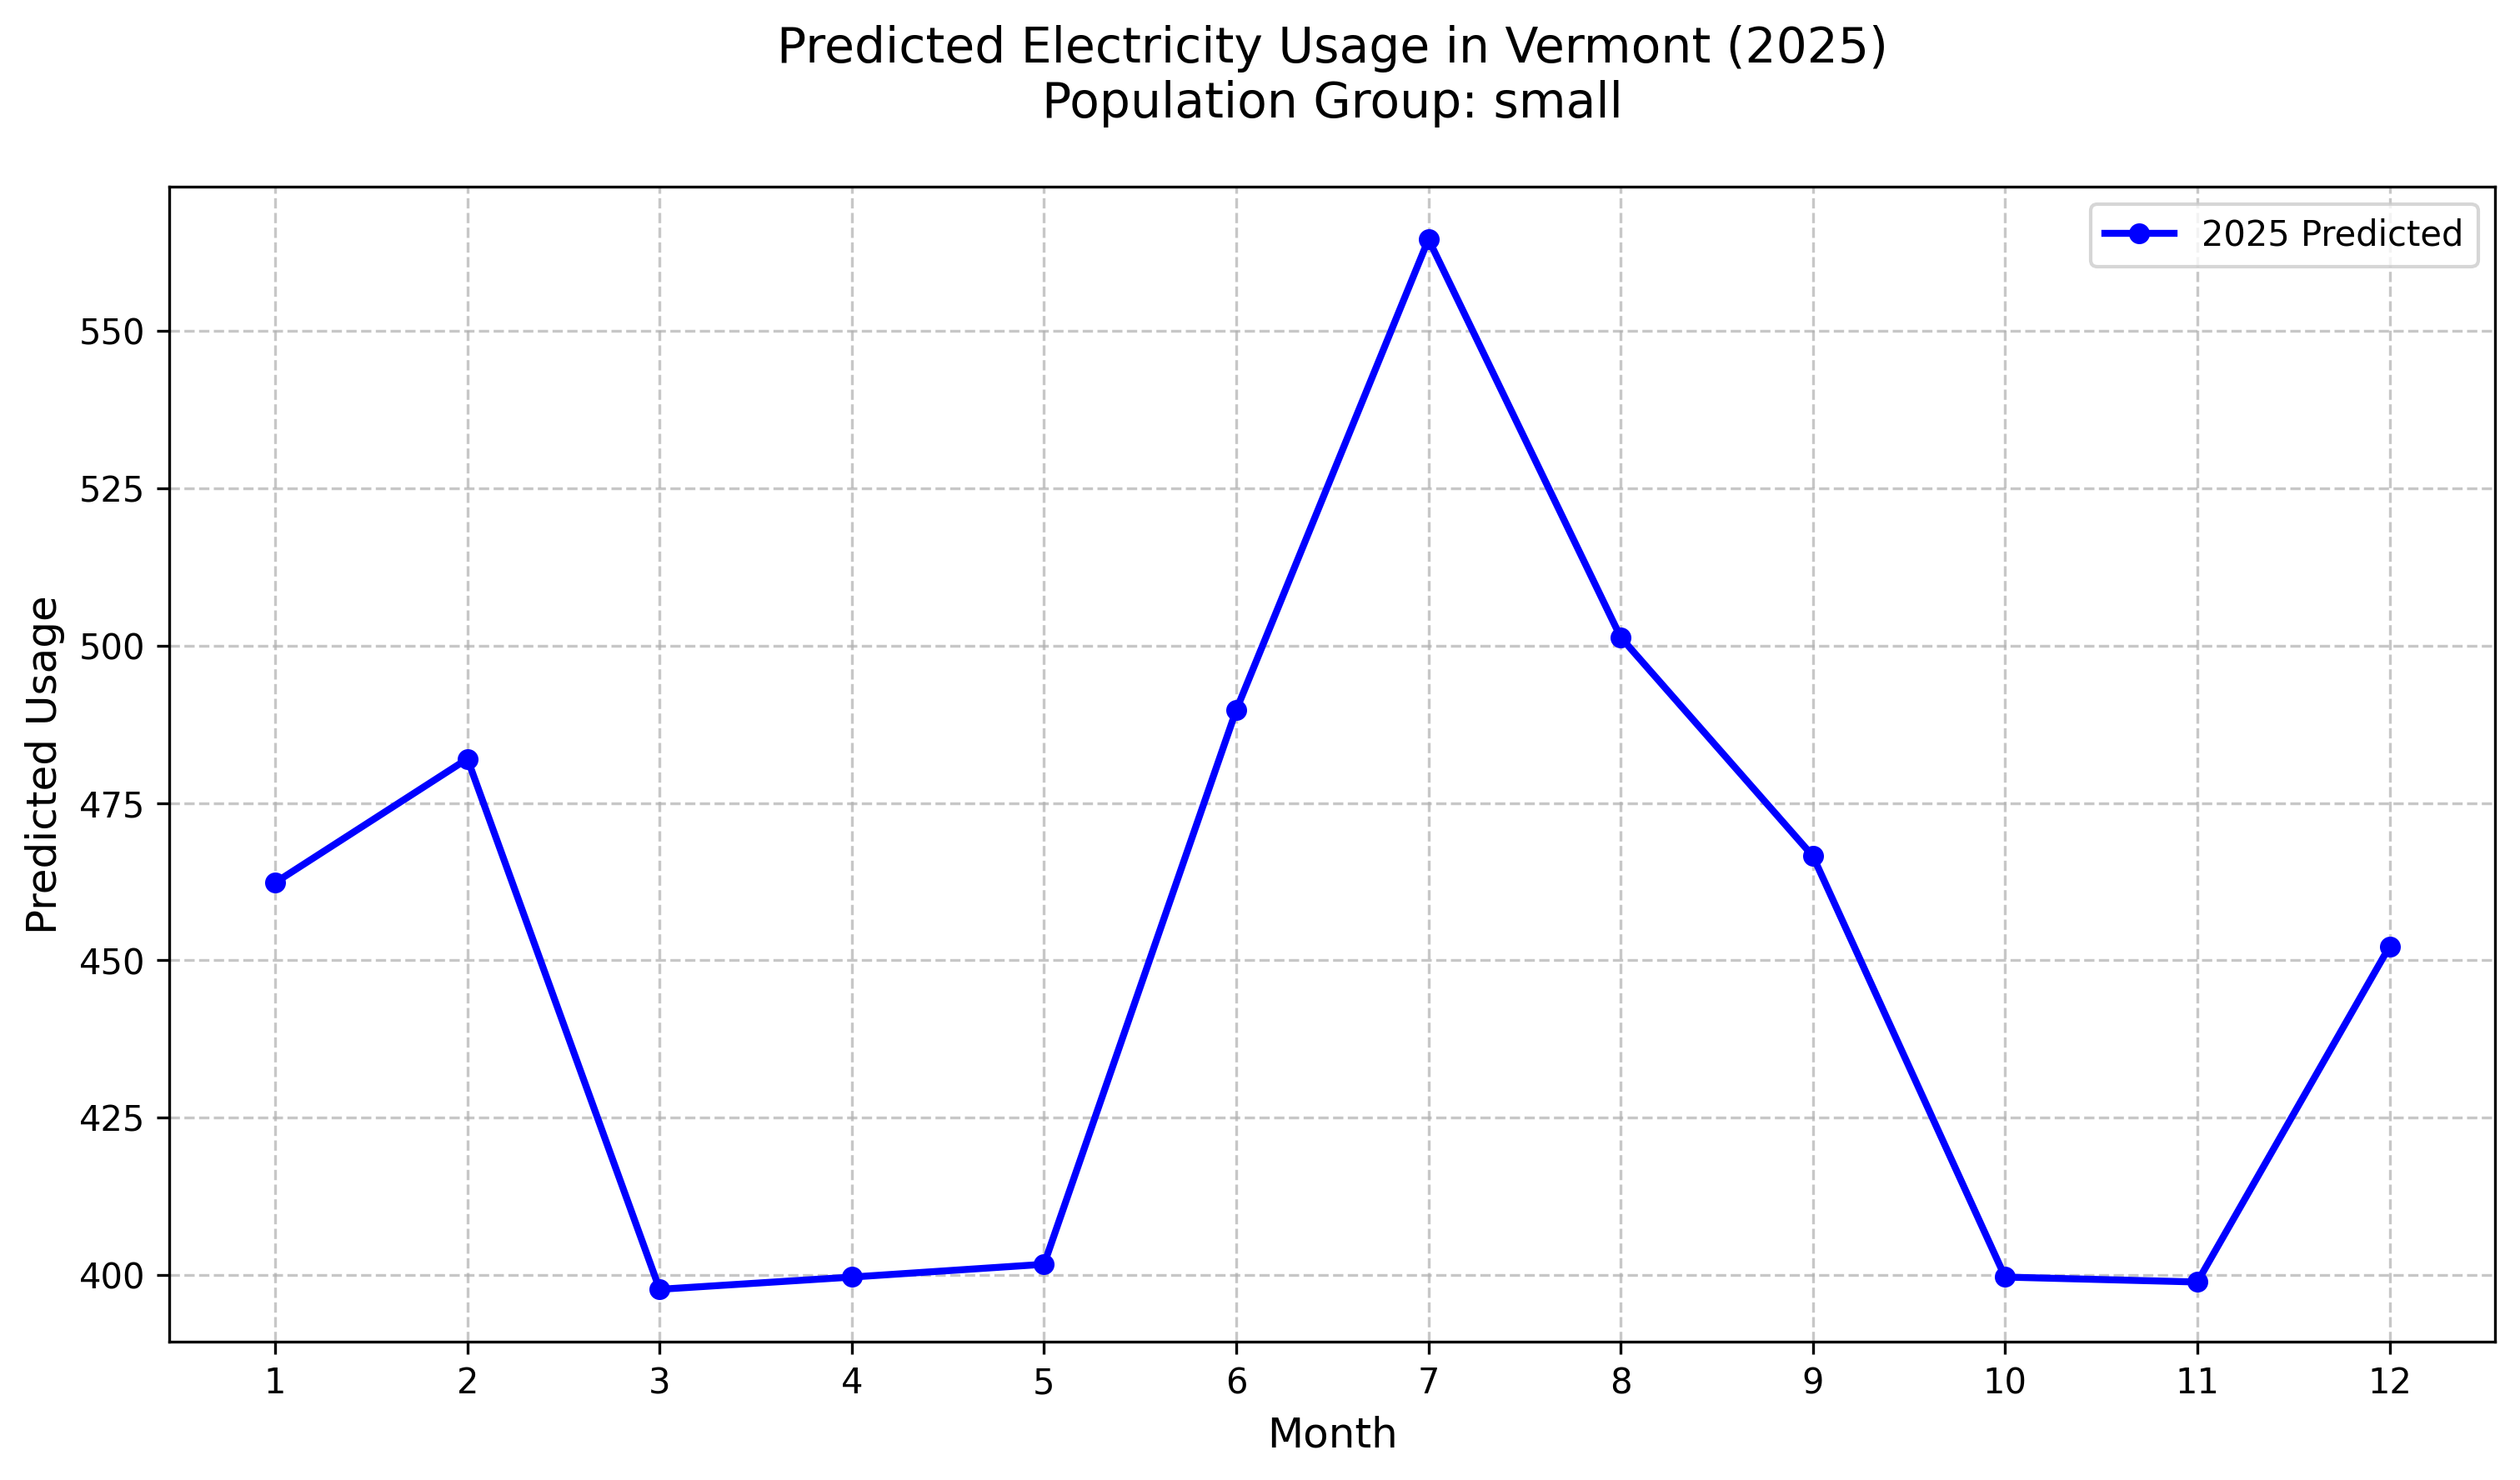 Predicted Electricity Usage in Vermont (2025)
Population Group: small
2025 Predicted
550
525
500
475
450
425
400
Predicted Usage
1 2 3 4 5 6 7 8 9 10 11 12
Month